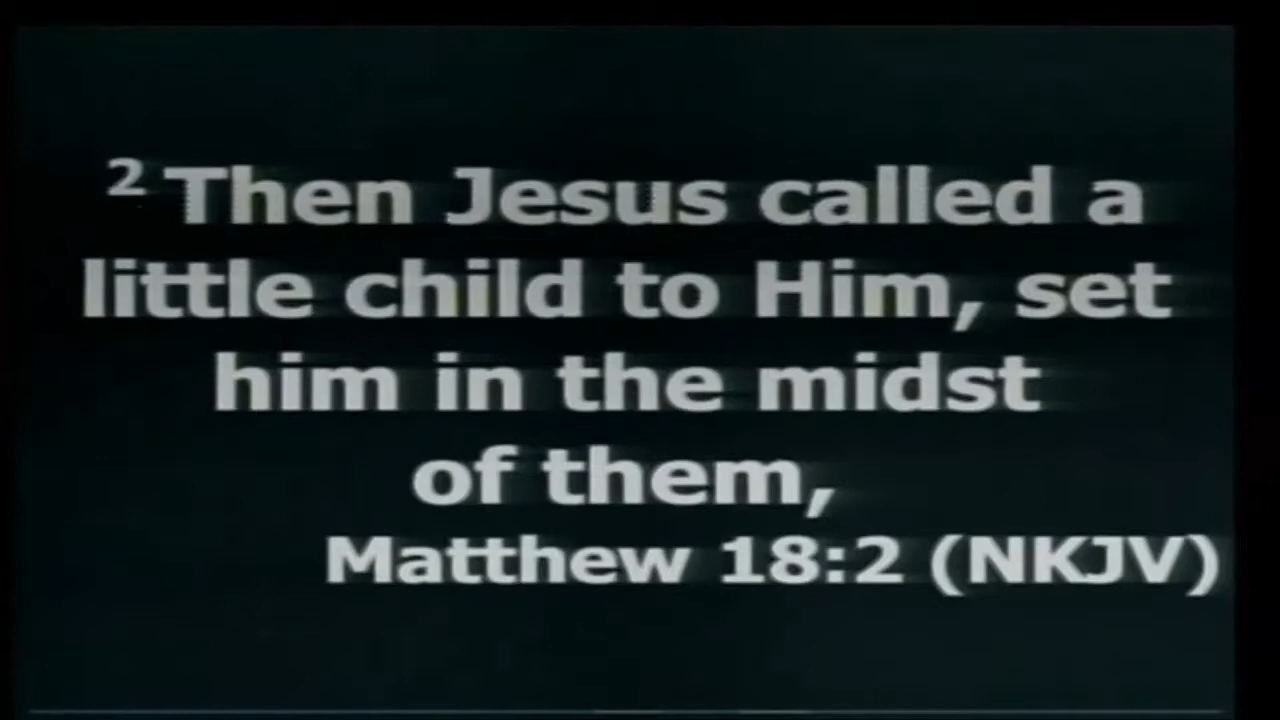 2 Then Jesus called a
little child to Him, set
him in the midst
of them,
Matthew 18:2 (NKJV)